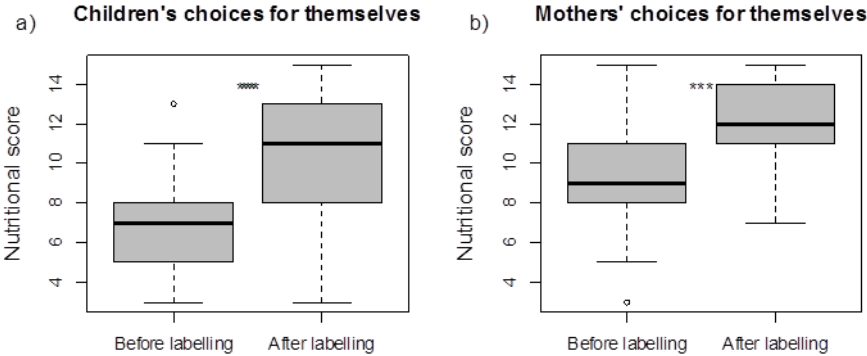 a) Children's choices for themselves
Nutritional score
14
12
10
8
6
4
Before labelling After labelling
b) Mothers' choices for themselves
Nutritional score
14
12
10
8
6
4
***
Before labelling After labelling